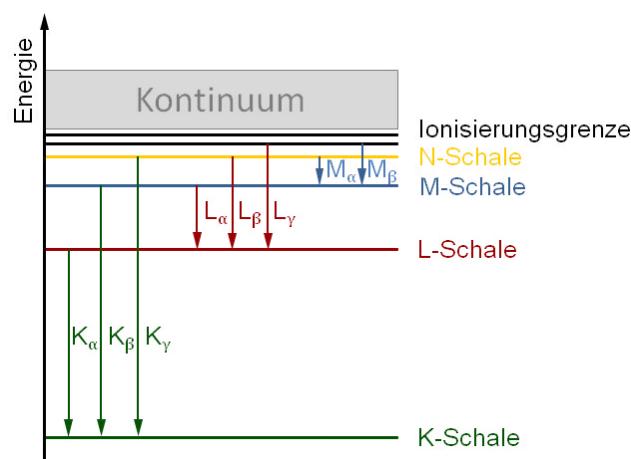 Energie
Kontinuum
Ionisierungsgrenze
N-Schale
M-Schale
Mα Mβ
Lα Lβ Lγ
L-Schale
Kα Kβ Kγ
K-Schale